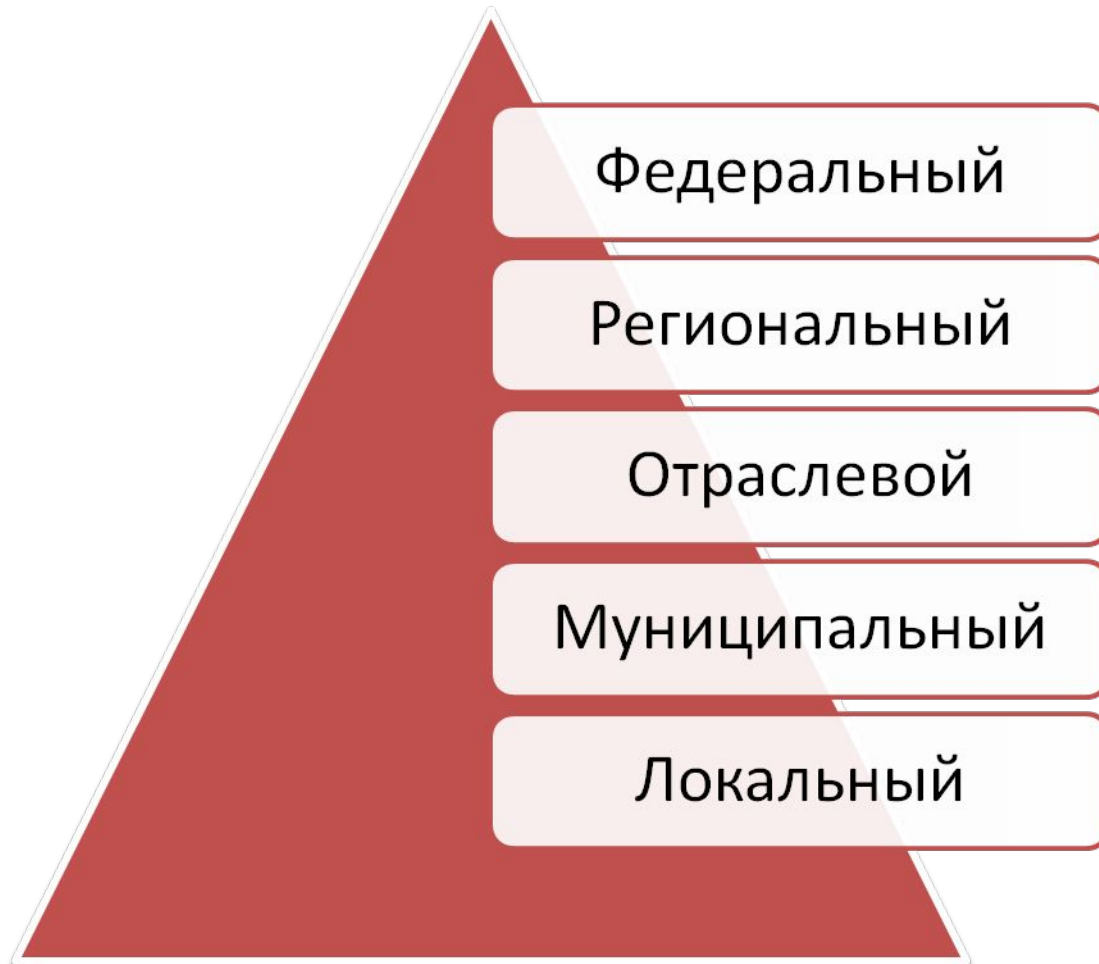 Федеральный
Региональный
Отраслевой
Муниципальный
Локальный